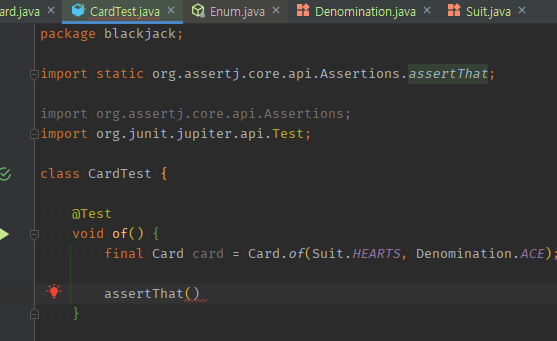 ard.java × CardTest.java × Enum.java × Denomination.java × Suit.java ×
package blackjack;
import static org.assertj.core.api.Assertions.assertThat;
import org.assertj.core.api.Assertions;
import org.junit.jupiter.api.Test;
class CardTest {
@Test
void of() {
final Card card = Card.of(Suit.HEARTS, Denomination.ACE);
assertThat()
}